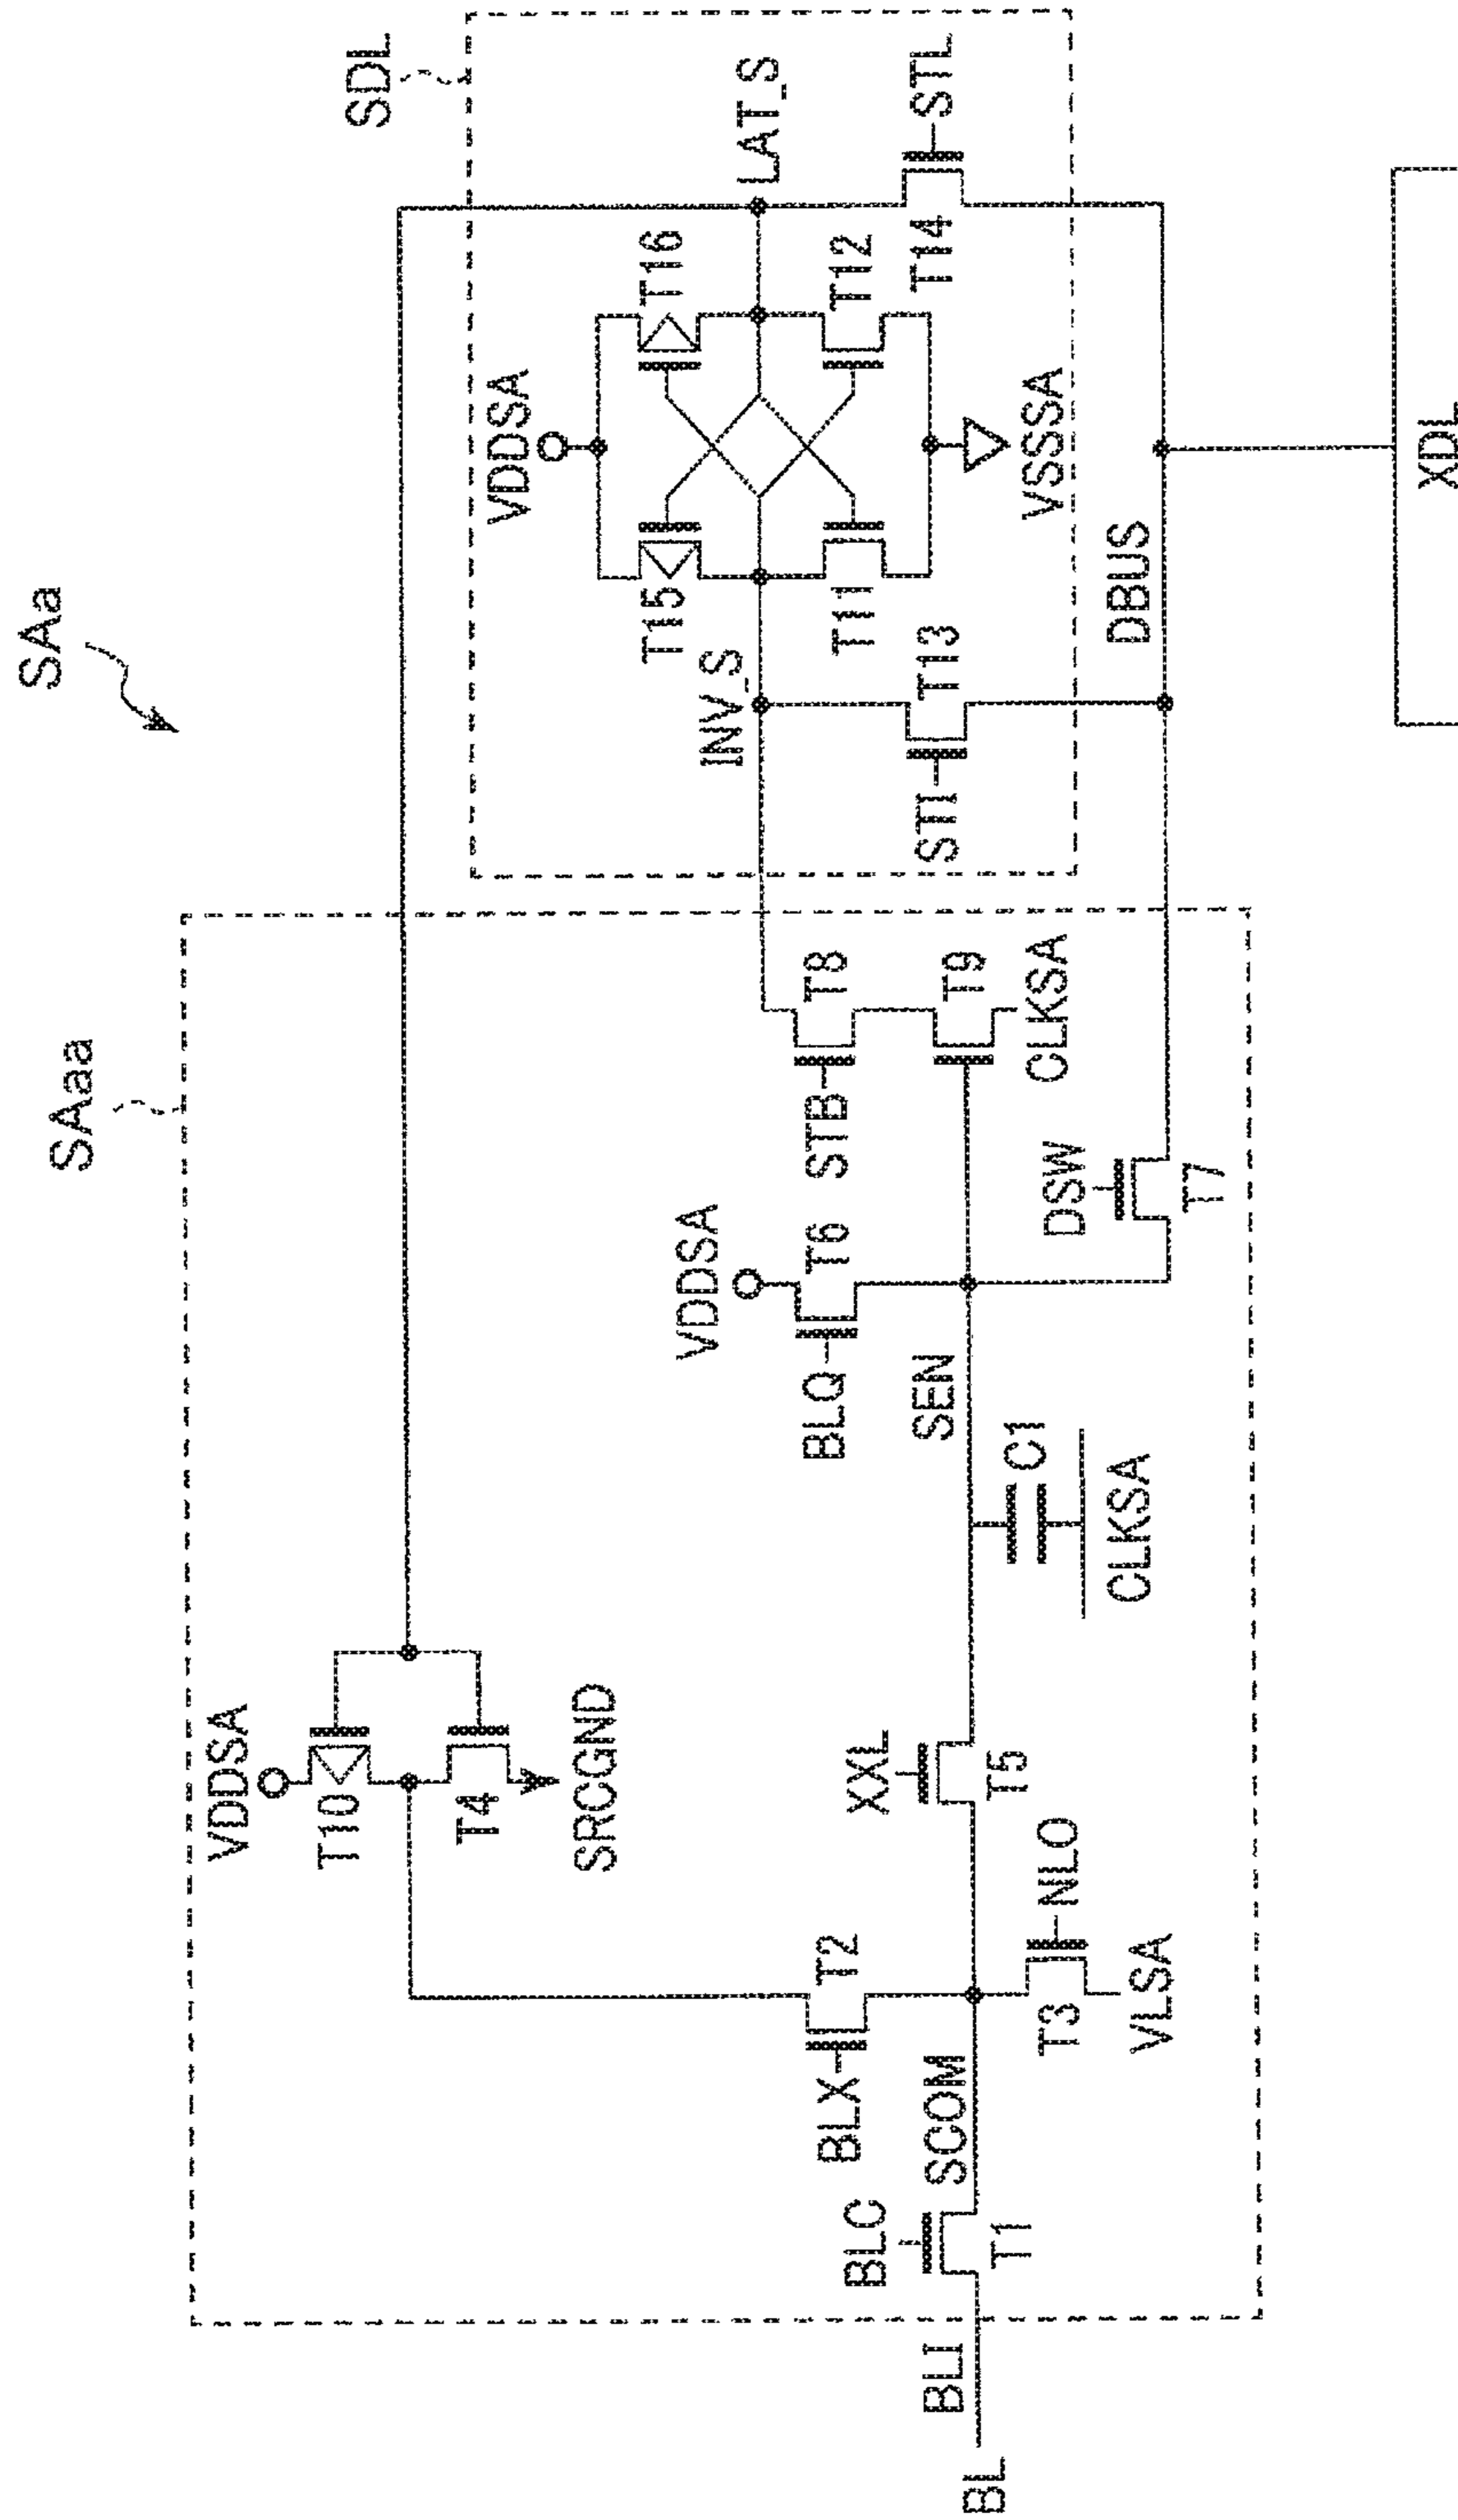 SAa
SAaa
SDL
VDDSA
T10
T4
SRCGND
LAT_S
VDDSA
T15
T16
INV_S
T11
T12
VSSSA
STI
T13
T14
STL
DBUS
XDL
VDDSA
BLQ
T6
STB
T8
T9
CLKSA
SEN
DSW
T7
C1
CLKSA
XXL
T5
BLX
T2
SCOM
T3
NLO
VLSA
BLC
T1
BLI
BL